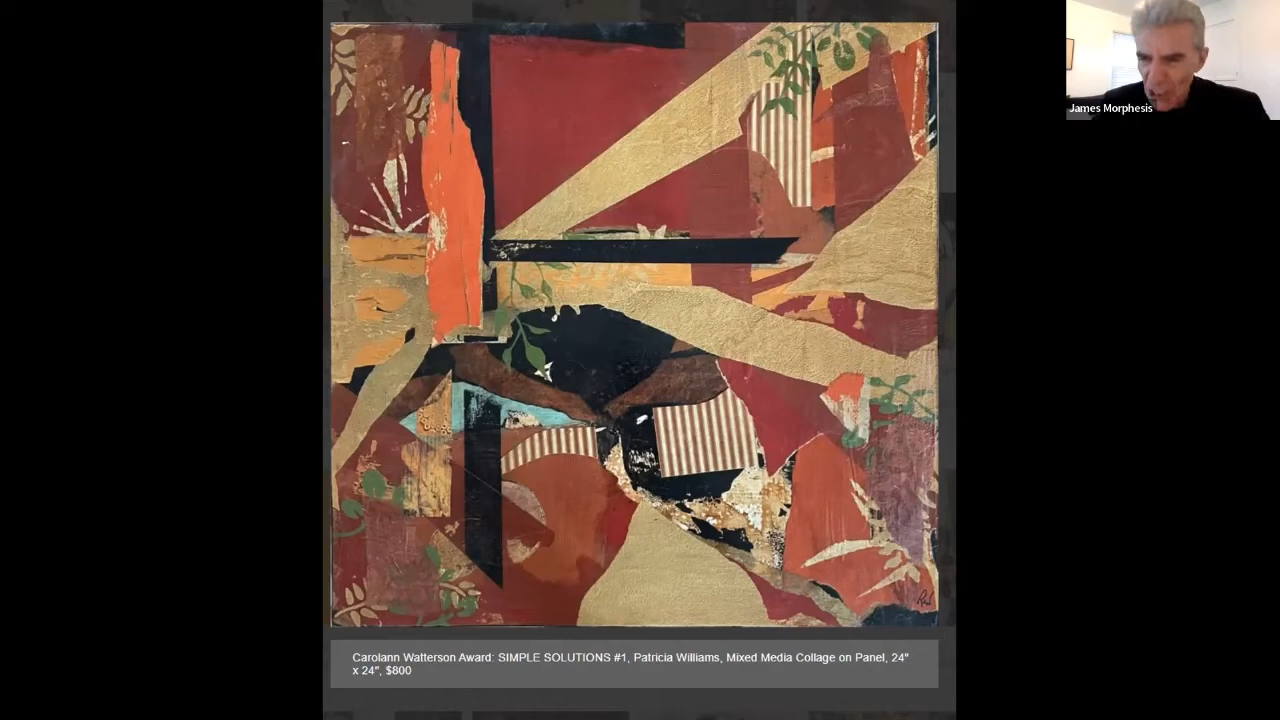 James Morphesis
Carolann Watterson Award: SIMPLE SOLUTIONS #1, Patricia Williams, Mixed Media Collage on Panel, 24"
x 24", $800